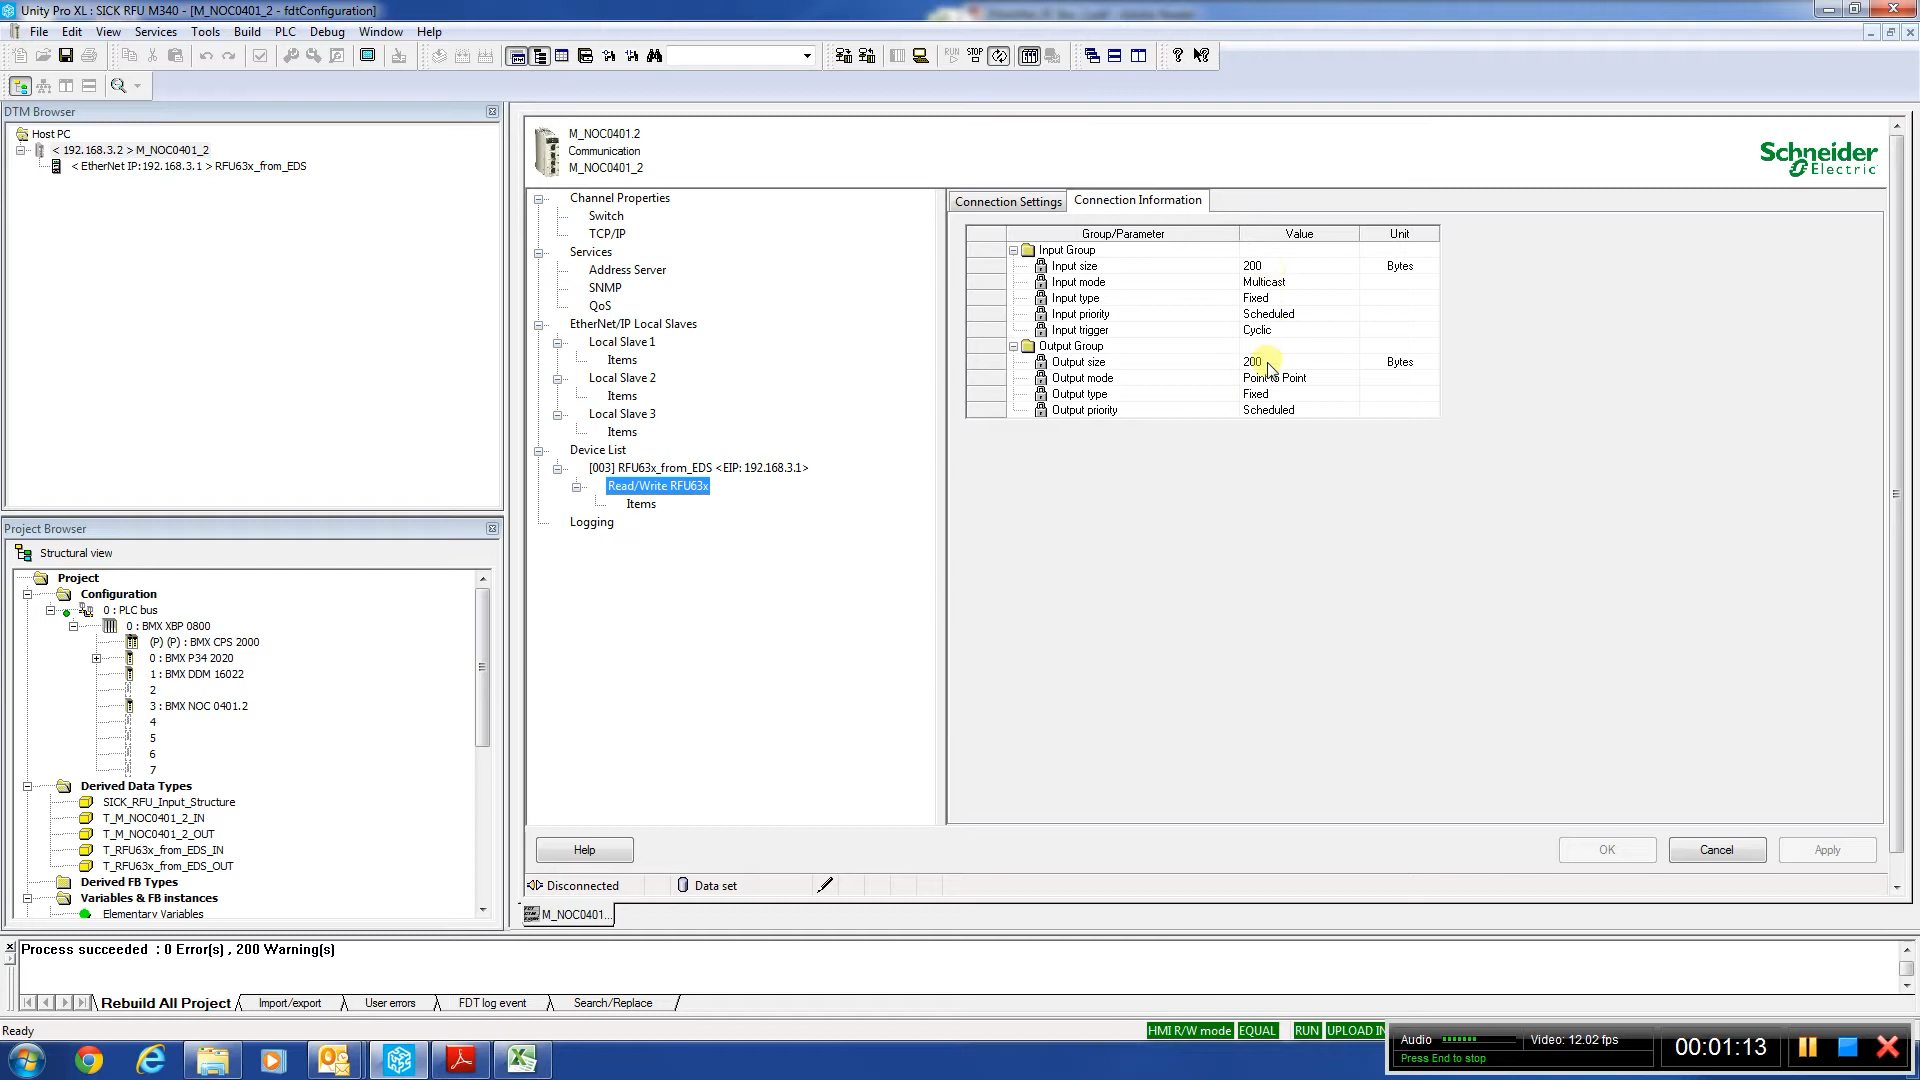 Unity Pro XL : SICK RFU M340 - [M_NOC0401_2 - fdtConfiguration]
File Edit View Services Tools Build PLC Debug Window Help
DTM Browser
Host PC
< 192.168.3.2 > M_NOC0401_2
< EtherNet IP:192.168.3.1 > RFU63x_from_EDS
Project Browser
Structural view
Project
Configuration
0 : PLC bus
0 : BMX XBP 0800
(P) (P) : BMX CPS 2000
0 : BMX P34 2020
1 : BMX DDM 16022
2
3 : BMX NOC 0401.2
4
5
6
7
Derived Data Types
SICK_RFU_Input_Structure
T_M_NOC0401_2_IN
T_M_NOC0401_2_OUT
T_RFU63x_from_EDS_IN
T_RFU63x_from_EDS_OUT
Derived FB Types
Variables & FB instances
Elementary Variables
M_NOC0401.2
Communication
M_NOC0401_2
Schneider Electric
Channel Properties
Switch
TCP/IP
Services
Address Server
SNMP
QoS
EtherNet/IP Local Slaves
Local Slave 1
Items
Local Slave 2
Items
Local Slave 3
Items
Device List
[003] RFU63x_from_EDS <EIP: 192.168.3.1>
Read/Write RFU63x
Items
Logging
Connection Settings Connection Information
Group/Parameter Value Unit
Input Group
Input size 200 Bytes
Input mode Multicast
Input type Fixed
Input priority Scheduled
Input trigger Cyclic
Output Group
Output size 200 Bytes
Output mode Point to Point
Output type Fixed
Output priority Scheduled
Help OK Cancel Apply
Disconnected Data set
M_NOC0401...
Process succeeded : 0 Error(s) , 200 Warning(s)
Rebuild All Project Import/export User errors FDT log event Search/Replace
Ready HMI R/W mode EQUAL RUN UPLOAD IN
Audio Video: 12.02 fps
Press End to stop
00:01:13